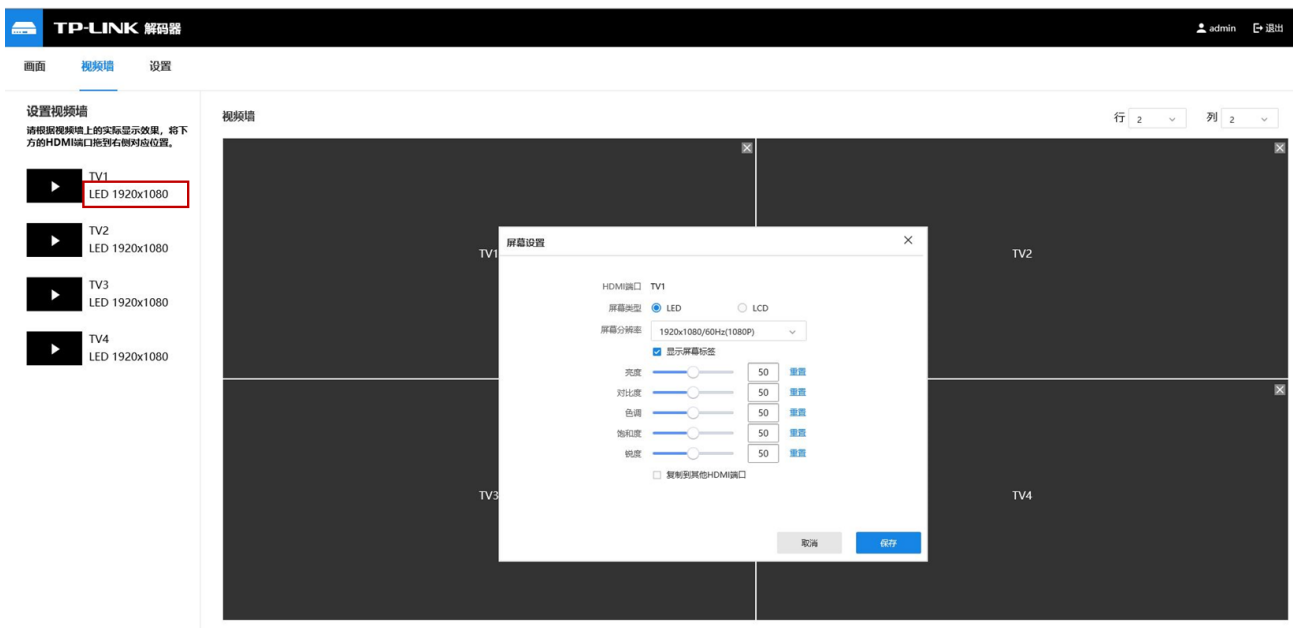 TP-LINK 解码器
admin 退出
画面 视频墙 设置
设置视频墙
请根据视频墙上的实际显示效果，将下
方的HDMI端口拖到右侧对应位置。
TV1
LED 1920x1080
TV2
LED 1920x1080
TV3
LED 1920x1080
TV4
LED 1920x1080
视频墙
行 2 列 2
TV1
TV2
TV3
TV4
屏幕设置
HDMI端口 TV1
屏幕类型 LED LCD
屏幕分辨率 1920x1080/60Hz(1080P)
显示屏幕标签
亮度 50 重置
对比度 50 重置
色调 50 重置
饱和度 50 重置
锐度 50 重置
复制到其他HDMI端口
取消 保存